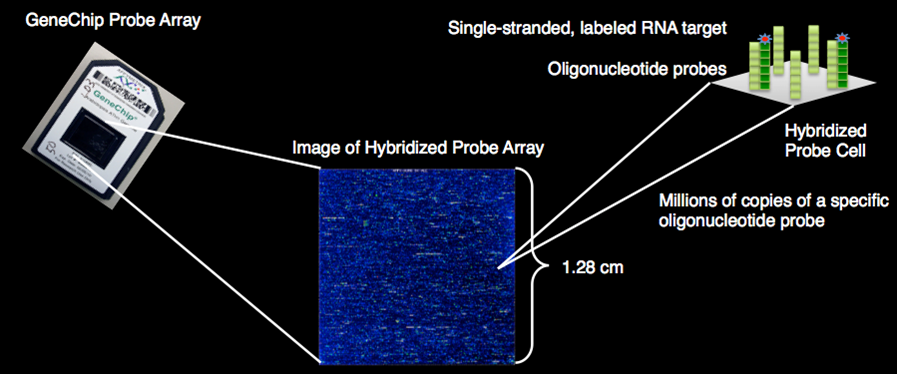 GeneChip Probe Array
Single-stranded, labeled RNA target
Oligonucleotide probes
GeneChip
Hybridized
Probe Cell
Image of Hybridized Probe Array
Millions of copies of a specific
oligonucleotide probe
1.28 cm